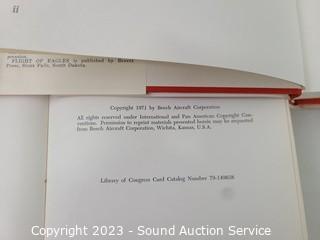 ii
FLIGHT OF EAGLES is published by Brevet
Press, Sioux Falls, South Dakota.
Copyright 1971 by Beech Aircraft Corporation
All rights reserved under International and Pan American Copyright Con-
ventions. Permission to reprint materials presented herein may be requested
from Beech Aircraft Corporation, Wichita, Kansas, U.S.A.
Library of Congress Card Catalog Number
Copyright 2023 - Sound Auction Service